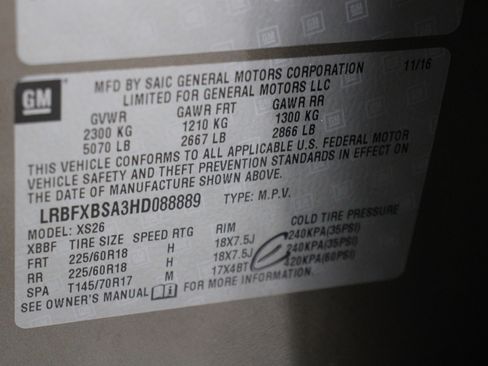 GM
MFD BY SAIC GENERAL MOTORS CORPORATION 11/16
LIMITED FOR GENERAL MOTORS LLC
GVWR GAWR FRT GAWR RR
2300 KG 1210 KG 1300 KG
5070 LB 2667 LB 2866 LB
THIS VEHICLE CONFORMS TO ALL APPLICABLE U.S. FEDERAL MOTOR
VEHICLE SAFETY AND THEFT PREVENTION STANDARDS IN EFFECT ON
THE DATE OF MANUFACTURE SHOWN ABOVE.
LRBFXBSA3HD088889 TYPE: M.P.V.
MODEL: XS26
XBBF TIRE SIZE SPEED RTG RIM COLD TIRE PRESSURE
FRT 225/60R18 H 18X7.5J 240KPA(35PSI)
RR 225/60R18 H 18X7.5J 240KPA(35PSI)
SPA T145/70R17 M 17X4BT 420KPA(60PSI)
SEE OWNER'S MANUAL FOR MORE INFORMATION.